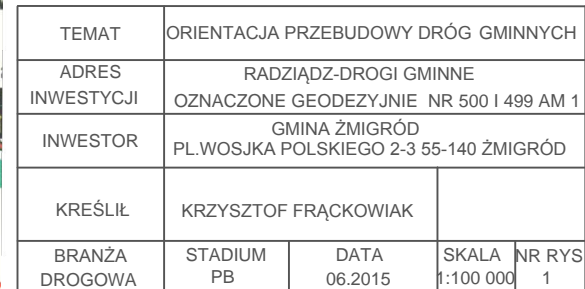 TEMAT
ORIENTACJA PRZEBUDOWY DRÓG GMINNYCH
ADRES
INWESTYCJI
RADZIĄDZ-DROGI GMINNE
OZNACZONE GEODEZYJNIE NR 500 I 499 AM 1
INWESTOR
GMINA ŻMIGRÓD
PL.WOSJKA POLSKIEGO 2-3 55-140 ŻMIGRÓD
KREŚLIŁ
KRZYSZTOF FRĄCKOWIAK
BRANŻA
DROGOWA
STADIUM
PB
DATA
06.2015
SKALA
1:100 000
NR RYS
1